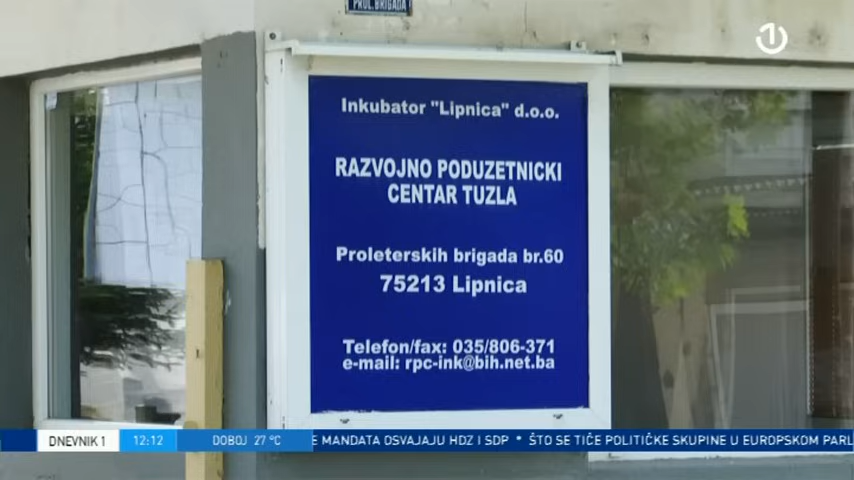 PROL. BRIGADA
1
Inkubator "Lipnica" d.o.o.
RAZVOJNO PODUZETNICKI
CENTAR TUZLA
Proleterskih brigada br.60
75213 Lipnica
Telefon/fax: 035/806-371
e-mail: rpc-ink@bih.net.ba
DNEVNIK 1 12:12 DOBOJ 27 °C E MANDATA OSVAJAJU HDZ I SDP * ŠTO SE TIČE POLITIČKE SKUPINE U EUROPSKOM PARL